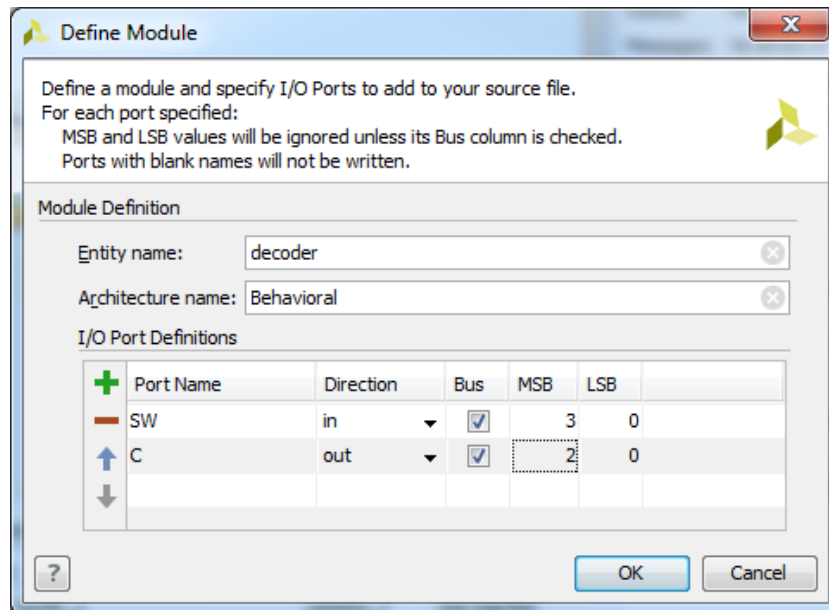 Define Module
Define a module and specify I/O Ports to add to your source file.
For each port specified:
MSB and LSB values will be ignored unless its Bus column is checked.
Ports with blank names will not be written.
Module Definition
Entity name: decoder
Architecture name: Behavioral
I/O Port Definitions
Port Name Direction Bus MSB LSB
SW in 3 0
C out 2 0
? OK Cancel